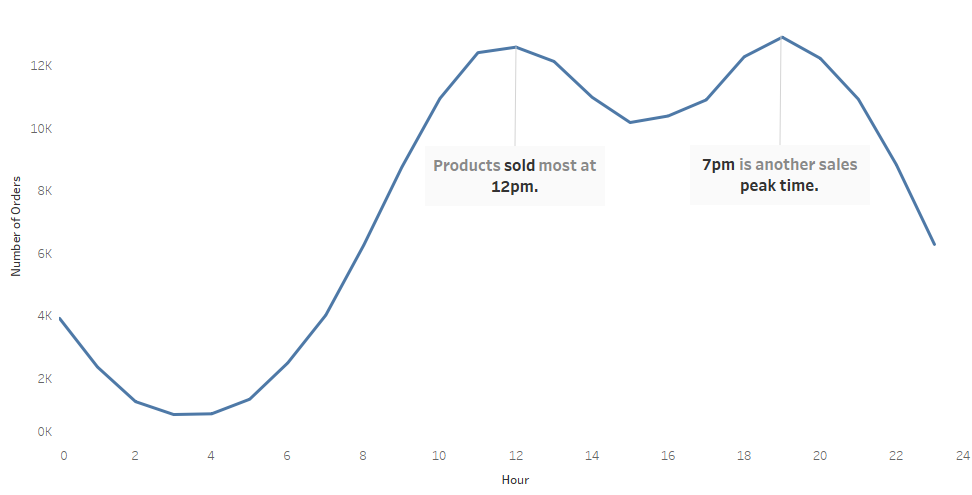 12K
10K
8K
6K
4K
2K
0K
Number of Orders
Products sold most at
12pm.
7pm is another sales
peak time.
0 2 4 6 8 10 12 14 16 18 20 22 24
Hour